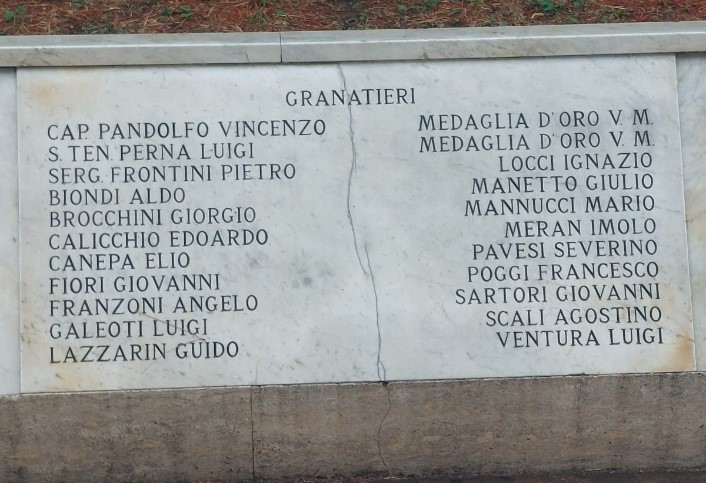 GRANATIERI
CAP. PANDOLFO VINCENZO MEDAGLIA D'ORO V. M.
S. TEN. PERNA LUIGI MEDAGLIA D'ORO V. M.
SERG. FRONTINI PIETRO LOCCI IGNAZIO
BIONDI ALDO MANETTO GIULIO
BROCCHINI GIORGIO MANNUCCI MARIO
CALICCHIO EDOARDO MERAN IMOLO
CANEPA ELIO PAVESI SEVERINO
FIORI GIOVANNI POGGI FRANCESCO
FRANZONI ANGELO SARTORI GIOVANNI
GALEOTI LUIGI SCALI AGOSTINO
LAZZARIN GUIDO VENTURA LUIGI